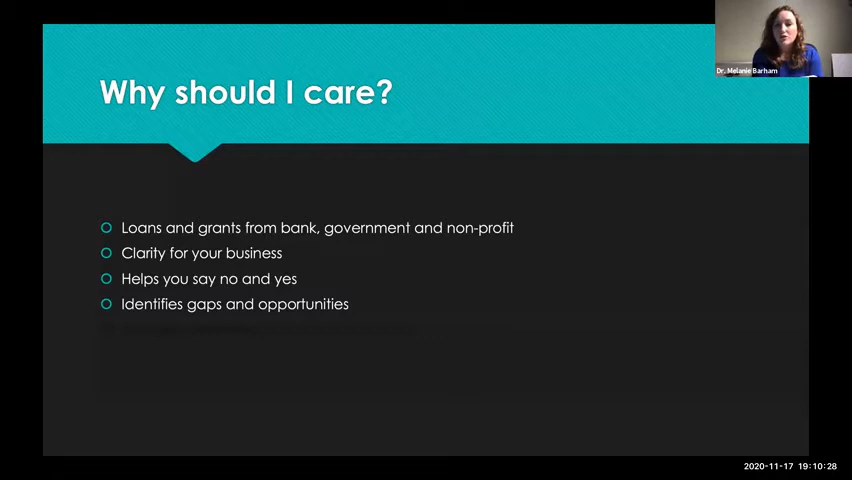 Why should I care?
Dr. Melanie Barham
Loans and grants from bank, government and non-profit
Clarity for your business
Helps you say no and yes
Identifies gaps and opportunities
2020-11-17 19:10:28